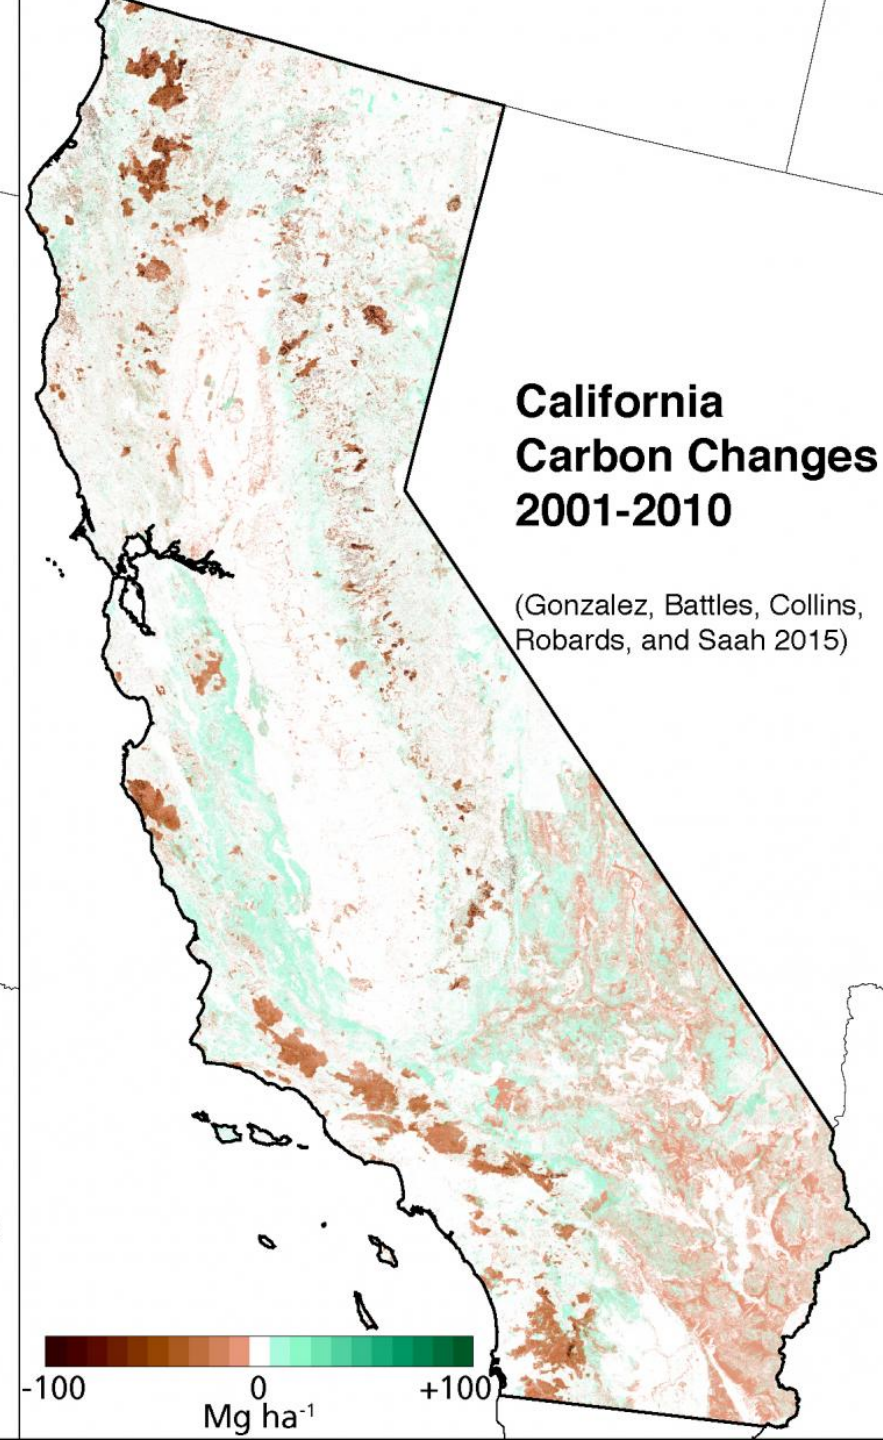 California
Carbon Changes
2001-2010
(Gonzalez, Battles, Collins,
Robards, and Saah 2015)
-100 0 +100
Mg ha⁻¹